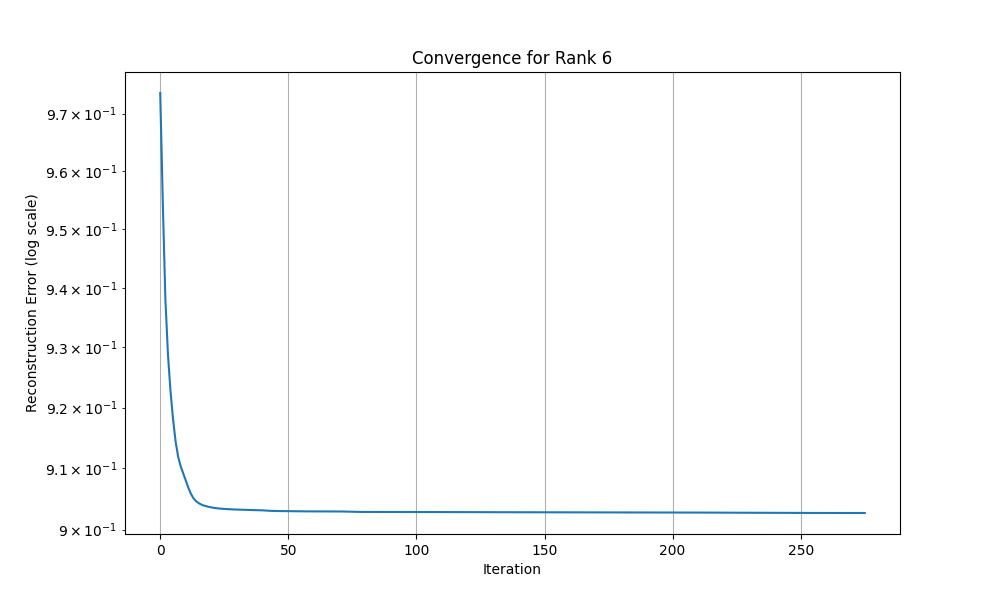 Convergence for Rank 6
Reconstruction Error (log scale)
9.7 × 10⁻¹
9.6 × 10⁻¹
9.5 × 10⁻¹
9.4 × 10⁻¹
9.3 × 10⁻¹
9.2 × 10⁻¹
9.1 × 10⁻¹
9 × 10⁻¹
0 50 100 150 200 250
Iteration